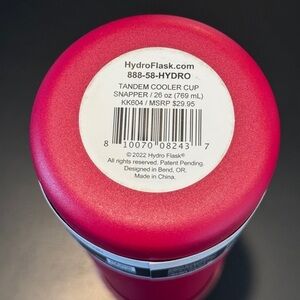 HydroFlask.com
888-58-HYDRO
TANDEM COOLER CUP
SNAPPER / 26 oz (769 mL)
KK604 / MSRP $29.95
8 10070 08243 7
© 2022 Hydro Flask®
All rights reserved. Patent Pending.
Designed in Bend, OR.
Made in China.